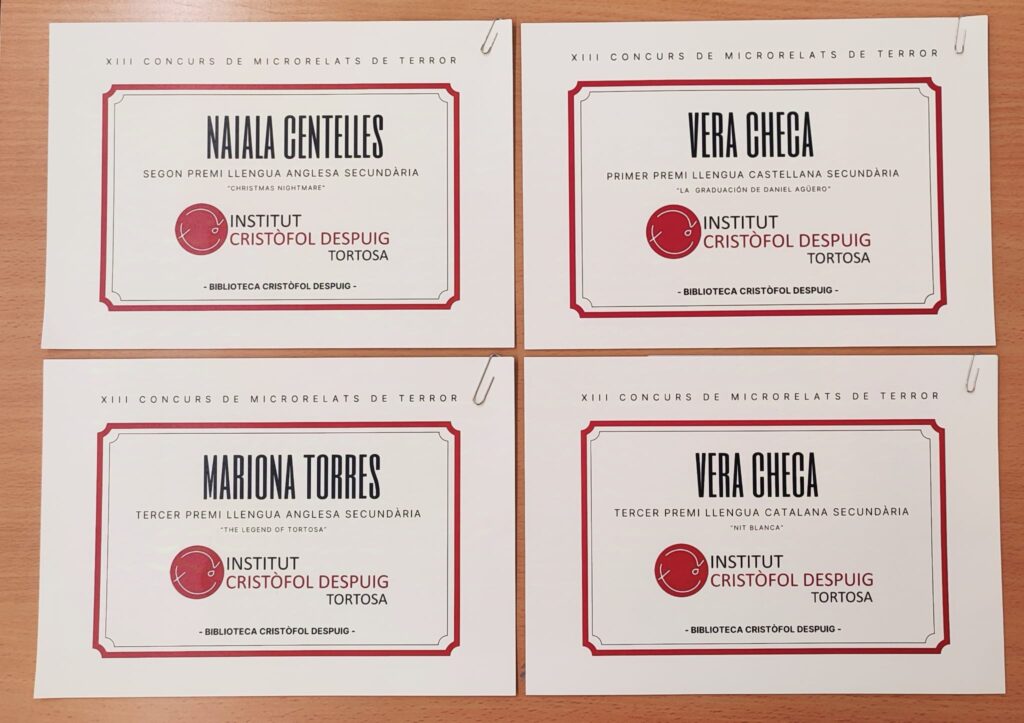 XIII CONCURS DE MICRORELATS DE TERROR
NAIALA CENTELLES
SEGON PREMI LLENGUA ANGLESA SECUNDÀRIA
"CHRISTMAS NIGHTMARE"
INSTITUT
CRISTÒFOL DESPUIG
TORTOSA
- BIBLIOTECA CRISTÒFOL DESPUIG -
XIII CONCURS DE MICRORELATS DE TERROR
VERA CHECA
PRIMER PREMI LLENGUA CASTELLANA SECUNDÀRIA
"LA GRADUACIÓN DE DANIEL AGÜERO"
INSTITUT
CRISTÒFOL DESPUIG
TORTOSA
- BIBLIOTECA CRISTÒFOL DESPUIG -
XIII CONCURS DE MICRORELATS DE TERROR
MARIONA TORRES
TERCER PREMI LLENGUA ANGLESA SECUNDÀRIA
"THE LEGEND OF TORTOSA"
INSTITUT
CRISTÒFOL DESPUIG
TORTOSA
- BIBLIOTECA CRISTÒFOL DESPUIG -
XIII CONCURS DE MICRORELATS DE TERROR
VERA CHECA
TERCER PREMI LLENGUA CATALANA SECUNDÀRIA
"NIT BLANCA"
INSTITUT
CRISTÒFOL DESPUIG
TORTOSA
- BIBLIOTECA CRISTÒFOL DESPUIG -